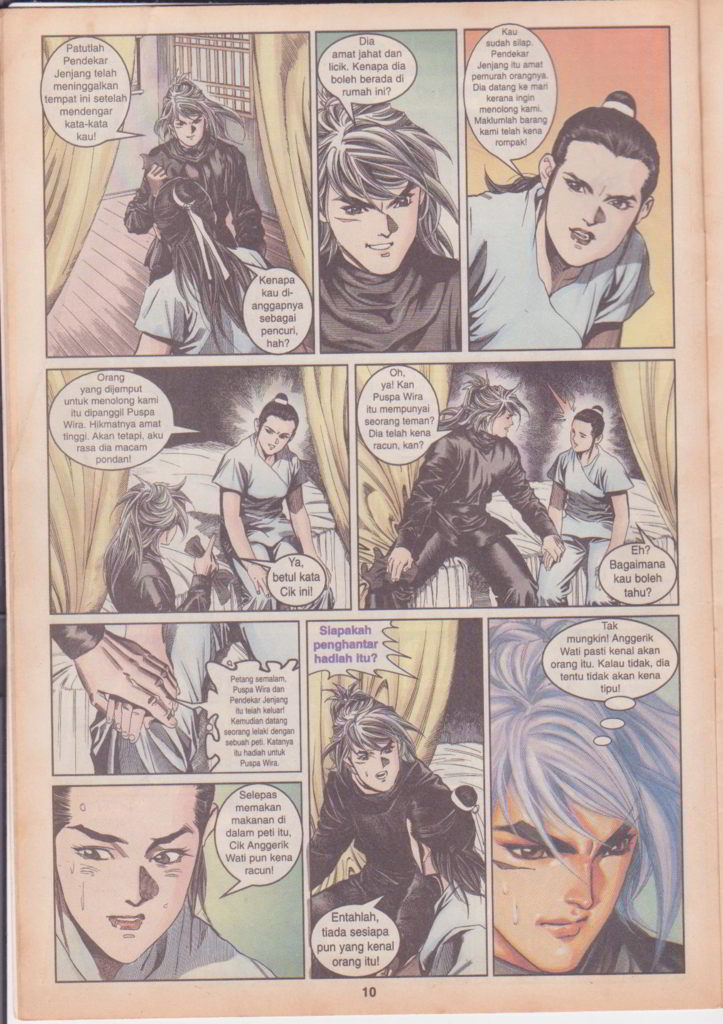 Patutlah
Pendekar
Jenjang telah
meninggalkan
tempat ini setelah
mendengar
kata-kata
kau!
Kenapa
kau di-
anggapnya
sebagai
pencuri,
hah?
Dia
amat jahat dan
licik. Kenapa dia
boleh berada di
rumah ini?
Kau
sudah silap.
Pendekar
Jenjang itu amat
pemurah orangnya.
Dia datang ke mari
kerana ingin
menolong kami.
Maklumlah barang
kami telah kena
rompak!
Orang
yang dijemput
untuk menolong kami
itu dipanggil Puspa
Wira. Hikmatnya amat
tinggi. Akan tetapi, aku
rasa dia macam
pondan!
Ya,
betul kata
Cik ini!
Oh,
ya! Kan
Puspa Wira
itu mempunyai
seorang teman?
Dia telah kena
racun, kan?
Eh?
Bagaimana
kau boleh
tahu?
Petang semalam,
Puspa Wira dan
Pendekar Jenjang
itu telah keluar!
Kemudian datang
seorang lelaki dengan
sebuah peti. Katanya
itu hadiah untuk
Puspa Wira.
Selepas
memakan
makanan di
dalam peti itu,
Cik Anggerik
Wati pun kena
racun!
Siapakah
penghantar
hadiah itu?
Entahlah,
tiada sesiapa
pun yang kenal
orang itu!
Tak
mungkin! Anggerik
Wati pasti kenal akan
orang itu. Kalau tidak, dia
tentu tidak akan kena
tipu!
10